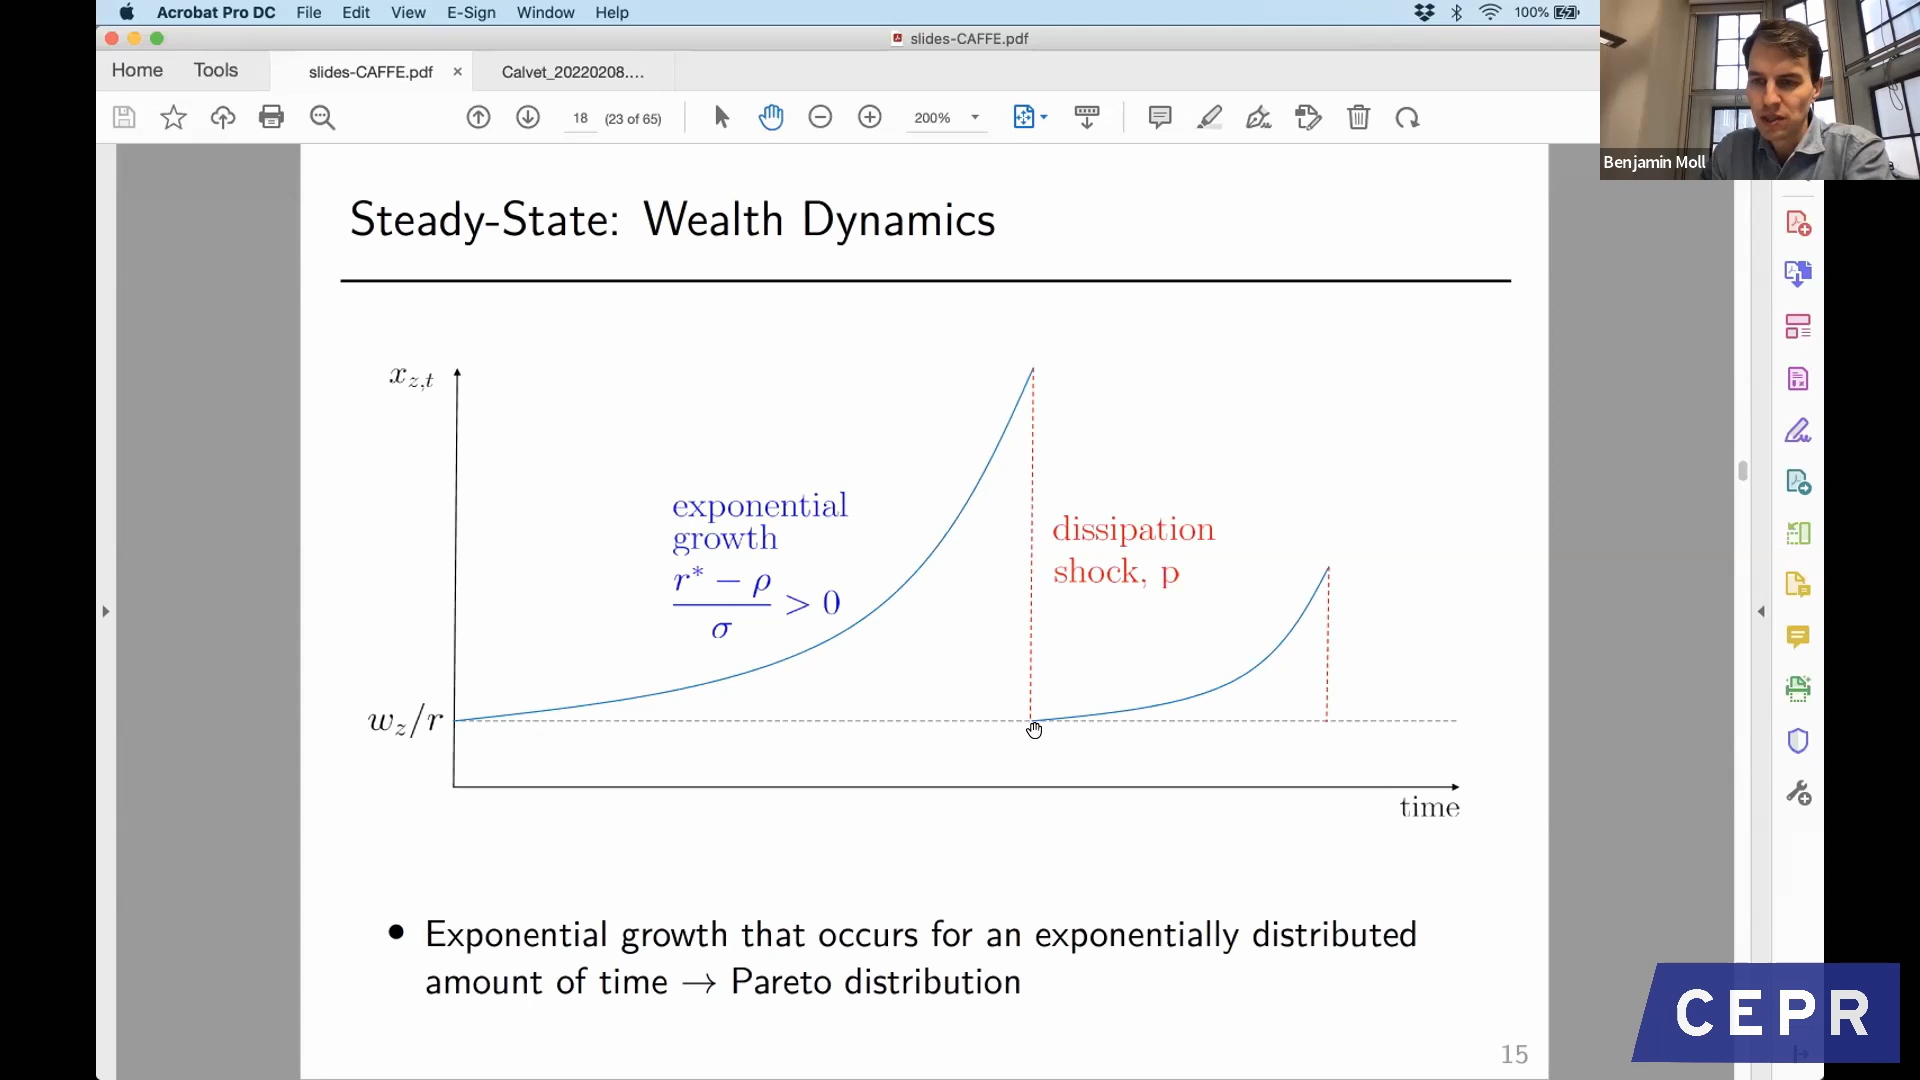 Acrobat Pro DC File Edit View E-Sign Window Help 100%
slides-CAFFE.pdf
Home Tools slides-CAFFE.pdf × Calvet_20220208....
18 (23 of 65) 200%
Benjamin Moll
Steady-State: Wealth Dynamics
x_{z,t}
exponential
growth
(r* − ρ)/σ > 0
dissipation
shock, p
w_z/r
time
• Exponential growth that occurs for an exponentially distributed
amount of time → Pareto distribution
CEPR
15